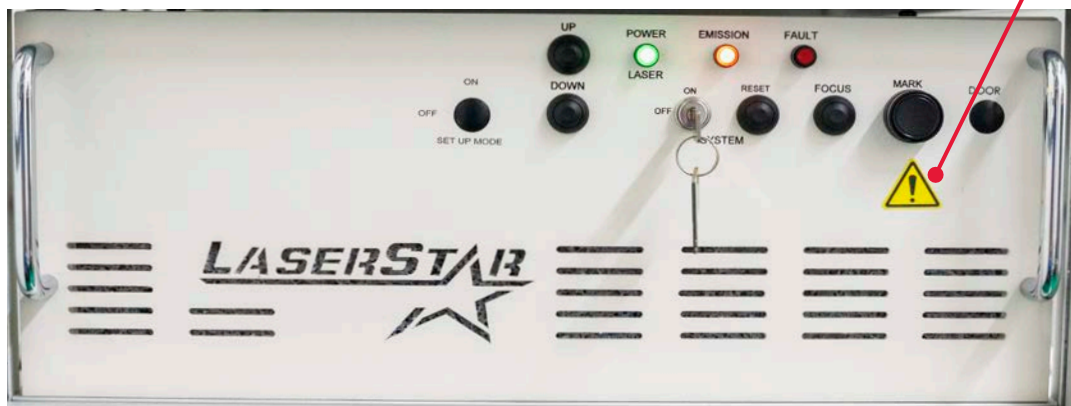 UP
POWER
EMISSION
FAULT
LASER
ON
DOWN
ON
RESET
FOCUS
MARK
DOOR
OFF
OFF
SET UP MODE
SYSTEM
LASERSTAR